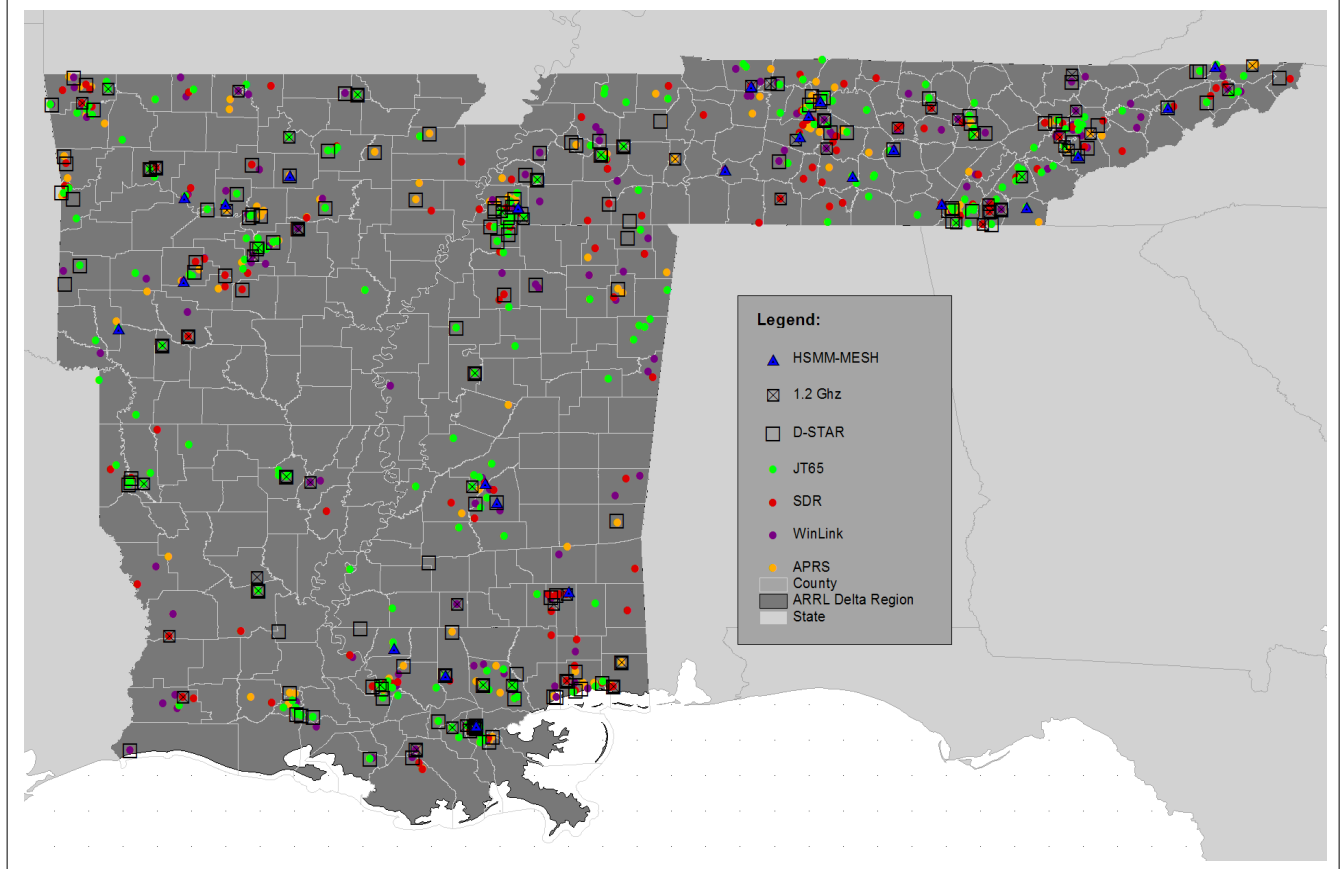 Legend:
HSMM-MESH
1.2 Ghz
D-STAR
JT65
SDR
WinLink
APRS
County
ARRL Delta Region
State